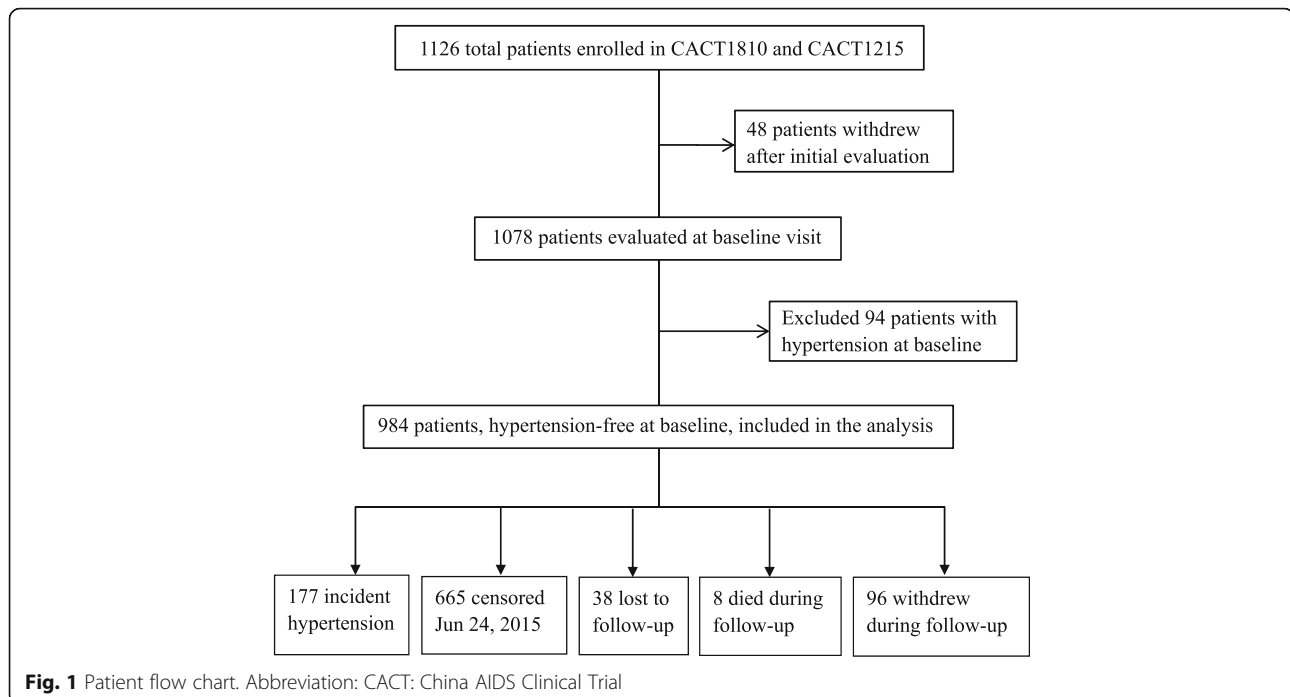 1126 total patients enrolled in CACT1810 and CACT1215
48 patients withdrew
after initial evaluation
1078 patients evaluated at baseline visit
Excluded 94 patients with
hypertension at baseline
984 patients, hypertension-free at baseline, included in the analysis
177 incident
hypertension
665 censored
Jun 24, 2015
38 lost to
follow-up
8 died during
follow-up
96 withdrew
during follow-up
Fig. 1 Patient flow chart. Abbreviation: CACT: China AIDS Clinical Trial